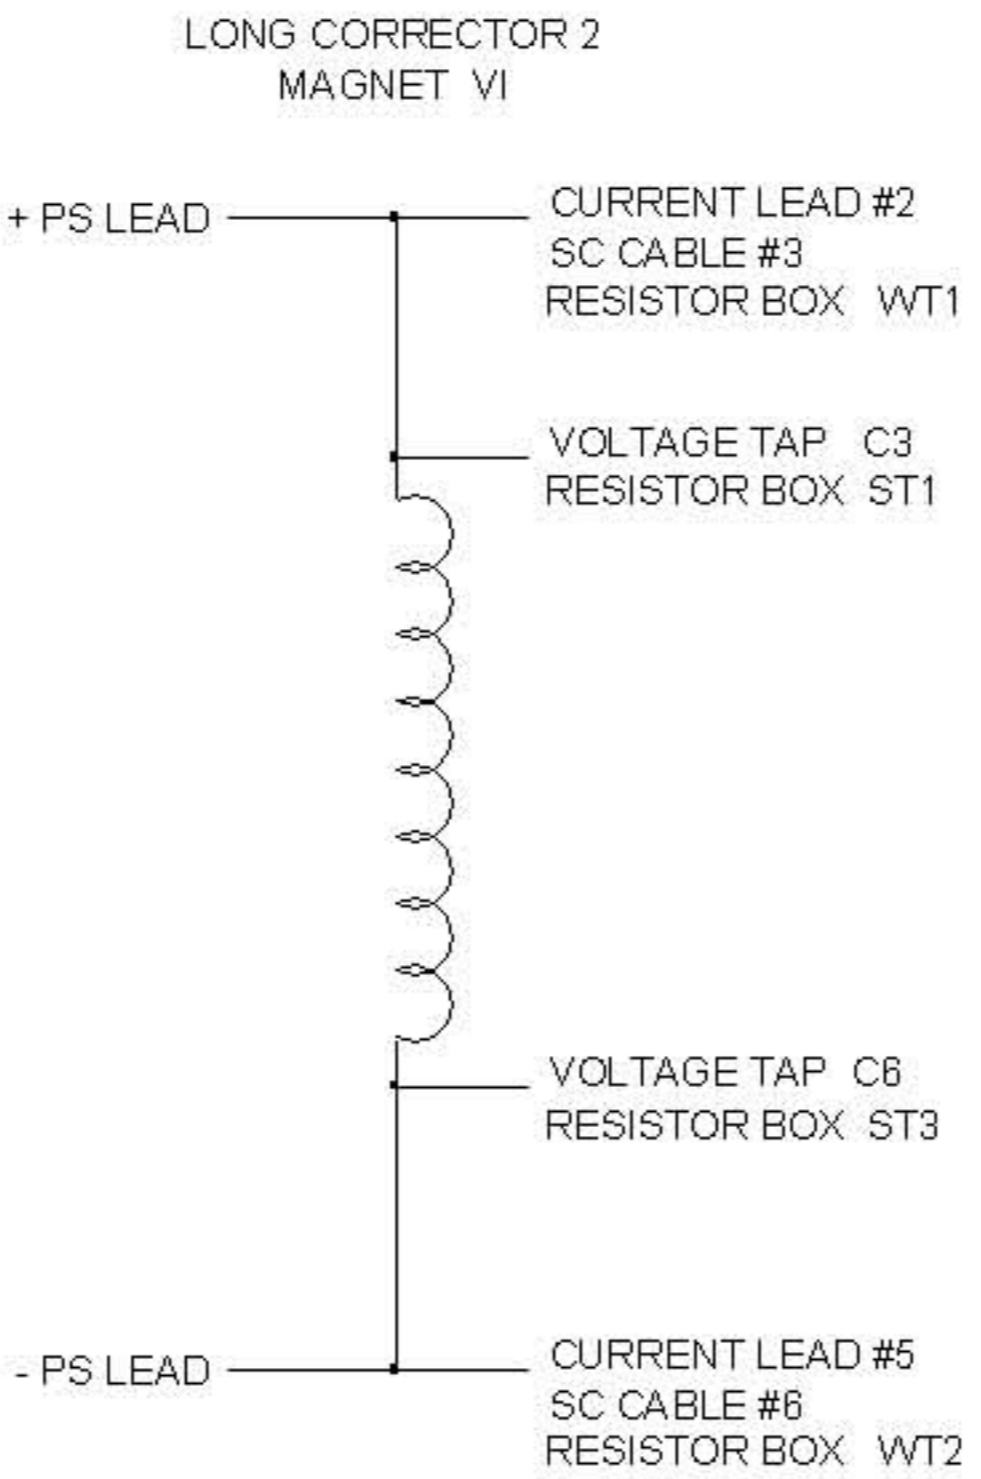 LONG CORRECTOR 2
MAGNET VI
+ PS LEAD
CURRENT LEAD #2
SC CABLE #3
RESISTOR BOX WT1
VOLTAGE TAP C3
RESISTOR BOX ST1
VOLTAGE TAP C6
RESISTOR BOX ST3
- PS LEAD
CURRENT LEAD #5
SC CABLE #6
RESISTOR BOX WT2